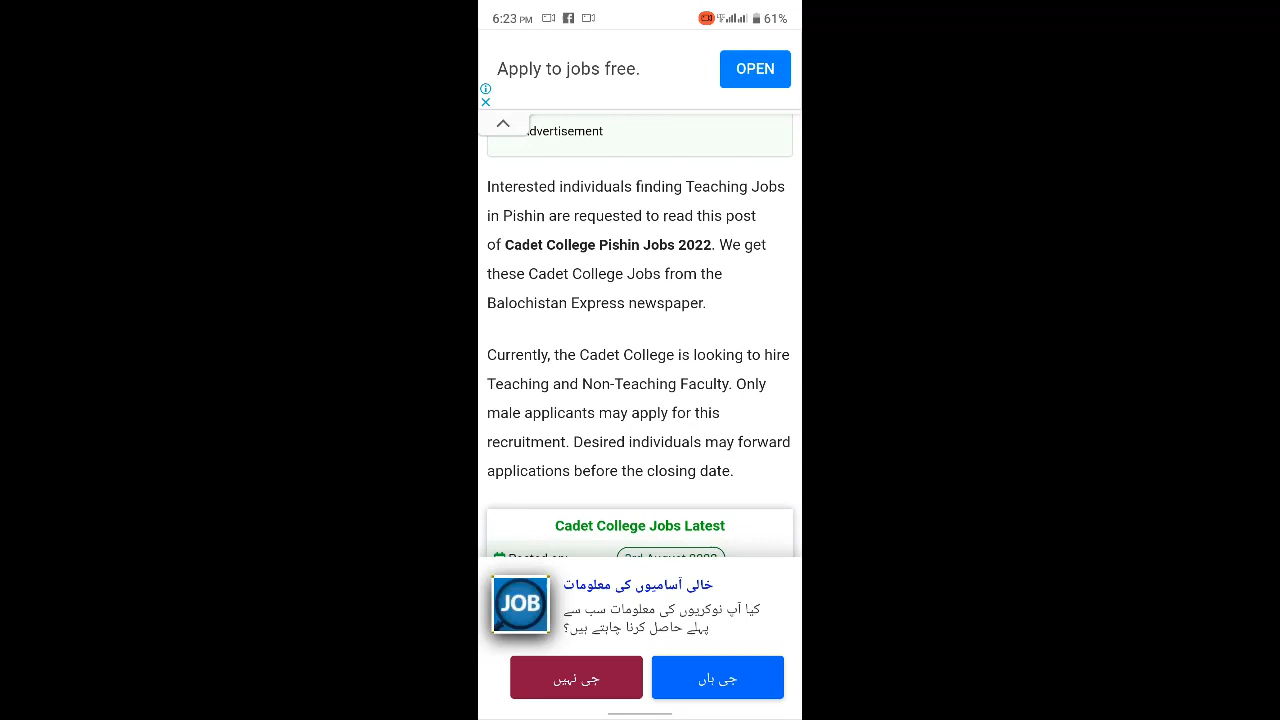 6:23 PM
61%
Apply to jobs free.
OPEN
dvertisement
Interested individuals finding Teaching Jobs
in Pishin are requested to read this post
of Cadet College Pishin Jobs 2022. We get
these Cadet College Jobs from the
Balochistan Express newspaper.
Currently, the Cadet College is looking to hire
Teaching and Non-Teaching Faculty. Only
male applicants may apply for this
recruitment. Desired individuals may forward
applications before the closing date.
Cadet College Jobs Latest
Posted on:
3rd August 2022
خالی آسامیوں کی معلومات
JOB
کیا آپ نوکریوں کی معلومات سب سے
پہلے حاصل کرنا چاہتے ہیں؟
جی نہیں
جی ہاں